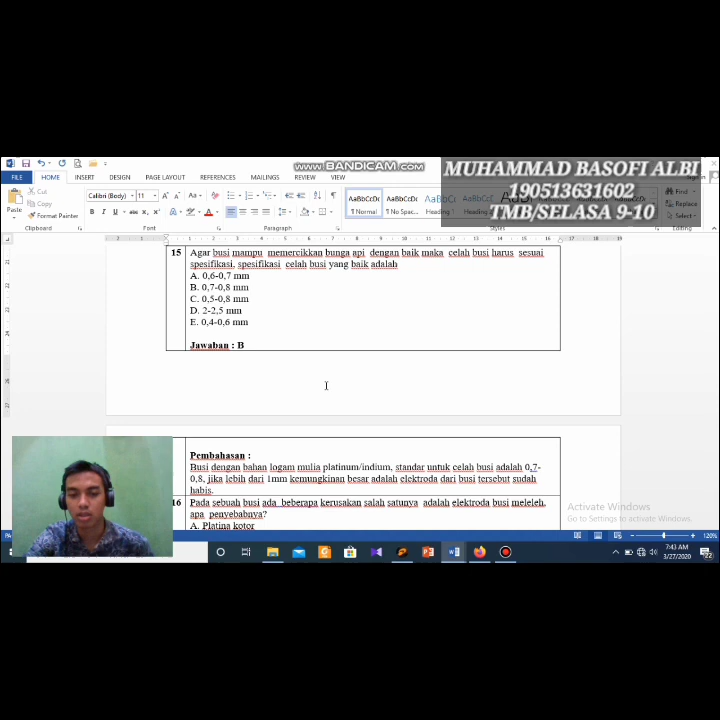 WWW.BANDICAM.COM
MUHAMMAD BASOFI ALBI
190513631602
TMB/SELASA 9-10
FILE HOME INSERT DESIGN PAGE LAYOUT REFERENCES MAILINGS REVIEW VIEW
Cut
Copy
Format Painter
Paste
Calibri (Body) 11
AaBbCcDc AaBbCcDc
¶ Normal ¶ No Spac... Heading 1
Find
Replace
Select
Clipboard Font Paragraph Styles Editing
15 Agar busi mampu memercikkan bunga api dengan baik maka celah busi harus sesuai
spesifikasi, spesifikasi celah busi yang baik adalah
A. 0,6-0,7 mm
B. 0,7-0,8 mm
C. 0,5-0,8 mm
D. 2-2,5 mm
E. 0,4-0,6 mm
Jawaban : B
Pembahasan :
Busi dengan bahan logam mulia platinum/indium, standar untuk celah busi adalah 0,7-
0,8, jika lebih dari 1mm kemungkinan besar adalah elektroda dari busi tersebut sudah
habis.
16 Pada sebuah busi ada beberapa kerusakan salah satunya adalah elektroda busi meleleh,
apa penyebabnya?
A. Platina kotor
Activate Windows
Go to Settings to activate Windows.
120%
7:43 AM
3/27/2020
22